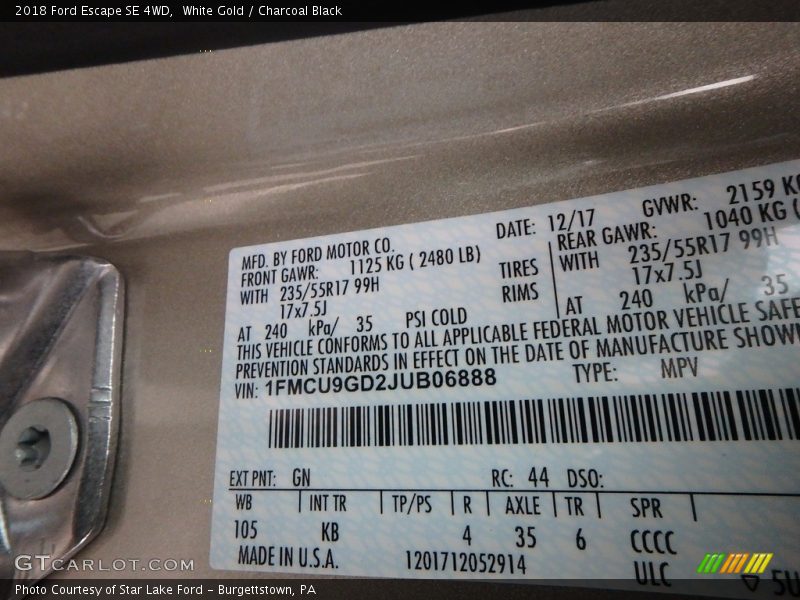 2018 Ford Escape SE 4WD, White Gold / Charcoal Black
MFD. BY FORD MOTOR CO. DATE: 12/17 GVWR: 2159 KG
FRONT GAWR: 1125 KG ( 2480 LB) REAR GAWR: 1040 KG (
WITH 235/55R17 99H TIRES WITH 235/55R17 99H
17x7.5J RIMS 17x7.5J
AT 240 kPa/ 35 PSI COLD AT 240 kPa/ 35
THIS VEHICLE CONFORMS TO ALL APPLICABLE FEDERAL MOTOR VEHICLE SAFE
PREVENTION STANDARDS IN EFFECT ON THE DATE OF MANUFACTURE SHOWN
VIN: 1FMCU9GD2JUB06888 TYPE: MPV
EXT PNT: GN RC: 44 DSO:
WB INT TR TP/PS R AXLE TR SPR
105 KB 4 35 6 CCCC
MADE IN U.S.A. 1201712052914 ULC
5U
GTCARLOT.COM
Photo Courtesy of Star Lake Ford – Burgettstown, PA